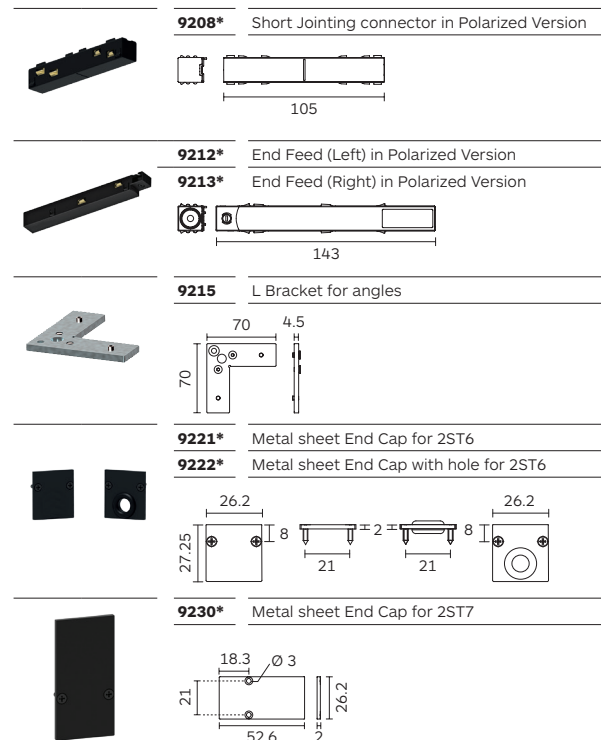 9208* Short Jointing connector in Polarized Version
105
9212* End Feed (Left) in Polarized Version
9213* End Feed (Right) in Polarized Version
143
9215 L Bracket for angles
70 4.5
70
9221* Metal sheet End Cap for 2ST6
9222* Metal sheet End Cap with hole for 2ST6
26.2 26.2
27.25 8 2 8
21 21
9230* Metal sheet End Cap for 2ST7
18.3 Ø 3
21 26.2
52.6 2